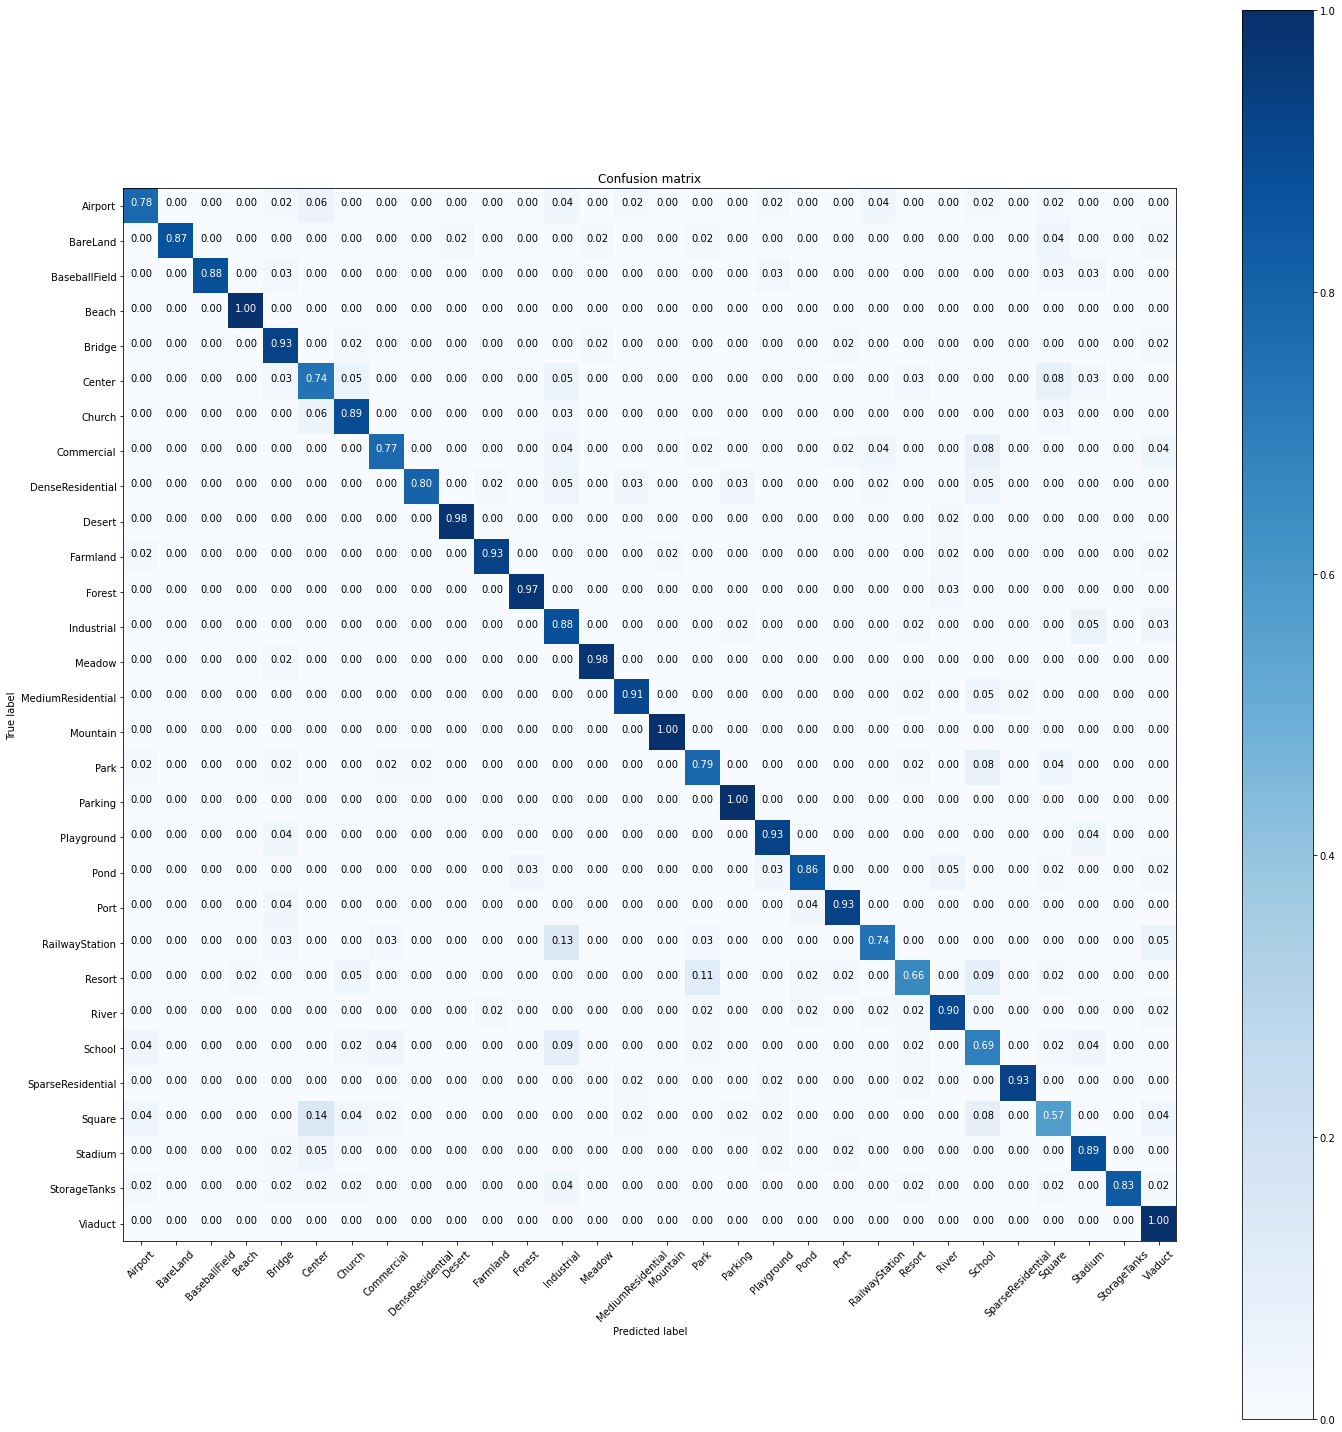 Confusion matrix
1.0
Airport 0.78 0.00 0.00 0.00 0.02 0.06 0.00 0.00 0.00 0.00 0.00 0.00 0.04 0.00 0.02 0.00 0.00 0.00 0.02 0.00 0.00 0.04 0.00 0.00 0.02 0.00 0.02 0.00 0.00 0.00
BareLand 0.00 0.87 0.00 0.00 0.00 0.00 0.00 0.00 0.00 0.02 0.00 0.00 0.00 0.02 0.00 0.00 0.02 0.00 0.00 0.00 0.00 0.00 0.00 0.00 0.00 0.00 0.04 0.00 0.00 0.02
BaseballField 0.00 0.00 0.88 0.00 0.03 0.00 0.00 0.00 0.00 0.00 0.00 0.00 0.00 0.00 0.00 0.00 0.00 0.00 0.03 0.00 0.00 0.00 0.00 0.00 0.00 0.00 0.03 0.03 0.00 0.00
0.8
Beach 0.00 0.00 0.00 1.00 0.00 0.00 0.00 0.00 0.00 0.00 0.00 0.00 0.00 0.00 0.00 0.00 0.00 0.00 0.00 0.00 0.00 0.00 0.00 0.00 0.00 0.00 0.00 0.00 0.00 0.00
Bridge 0.00 0.00 0.00 0.00 0.93 0.00 0.02 0.00 0.00 0.00 0.00 0.00 0.00 0.02 0.00 0.00 0.00 0.00 0.00 0.00 0.02 0.00 0.00 0.00 0.00 0.00 0.00 0.00 0.00 0.02
Center 0.00 0.00 0.00 0.00 0.03 0.74 0.05 0.00 0.00 0.00 0.00 0.00 0.05 0.00 0.00 0.00 0.00 0.00 0.00 0.00 0.00 0.00 0.03 0.00 0.00 0.00 0.08 0.03 0.00 0.00
Church 0.00 0.00 0.00 0.00 0.00 0.06 0.89 0.00 0.00 0.00 0.00 0.00 0.03 0.00 0.00 0.00 0.00 0.00 0.00 0.00 0.00 0.00 0.00 0.00 0.00 0.00 0.03 0.00 0.00 0.00
Commercial 0.00 0.00 0.00 0.00 0.00 0.00 0.00 0.77 0.00 0.00 0.00 0.00 0.04 0.00 0.00 0.00 0.02 0.00 0.00 0.00 0.02 0.04 0.00 0.00 0.08 0.00 0.00 0.00 0.00 0.04
DenseResidential 0.00 0.00 0.00 0.00 0.00 0.00 0.00 0.00 0.80 0.00 0.02 0.00 0.05 0.00 0.03 0.00 0.00 0.03 0.00 0.00 0.00 0.02 0.00 0.00 0.05 0.00 0.00 0.00 0.00 0.00
Desert 0.00 0.00 0.00 0.00 0.00 0.00 0.00 0.00 0.00 0.98 0.00 0.00 0.00 0.00 0.00 0.00 0.00 0.00 0.00 0.00 0.00 0.00 0.00 0.02 0.00 0.00 0.00 0.00 0.00 0.00
Farmland 0.02 0.00 0.00 0.00 0.00 0.00 0.00 0.00 0.00 0.00 0.93 0.00 0.00 0.00 0.00 0.02 0.00 0.00 0.00 0.00 0.00 0.00 0.00 0.02 0.00 0.00 0.00 0.00 0.00 0.02
0.6
Forest 0.00 0.00 0.00 0.00 0.00 0.00 0.00 0.00 0.00 0.00 0.00 0.97 0.00 0.00 0.00 0.00 0.00 0.00 0.00 0.00 0.00 0.00 0.00 0.03 0.00 0.00 0.00 0.00 0.00 0.00
Industrial 0.00 0.00 0.00 0.00 0.00 0.00 0.00 0.00 0.00 0.00 0.00 0.00 0.88 0.00 0.00 0.00 0.00 0.02 0.00 0.00 0.00 0.00 0.02 0.00 0.00 0.00 0.00 0.05 0.00 0.03
Meadow 0.00 0.00 0.00 0.00 0.02 0.00 0.00 0.00 0.00 0.00 0.00 0.00 0.00 0.98 0.00 0.00 0.00 0.00 0.00 0.00 0.00 0.00 0.00 0.00 0.00 0.00 0.00 0.00 0.00 0.00
MediumResidential 0.00 0.00 0.00 0.00 0.00 0.00 0.00 0.00 0.00 0.00 0.00 0.00 0.00 0.00 0.91 0.00 0.00 0.00 0.00 0.00 0.00 0.00 0.02 0.00 0.05 0.02 0.00 0.00 0.00 0.00
True label
Mountain 0.00 0.00 0.00 0.00 0.00 0.00 0.00 0.00 0.00 0.00 0.00 0.00 0.00 0.00 0.00 1.00 0.00 0.00 0.00 0.00 0.00 0.00 0.00 0.00 0.00 0.00 0.00 0.00 0.00 0.00
Park 0.02 0.00 0.00 0.00 0.02 0.00 0.00 0.02 0.02 0.00 0.00 0.00 0.00 0.00 0.00 0.00 0.79 0.00 0.00 0.00 0.00 0.00 0.02 0.00 0.08 0.00 0.04 0.00 0.00 0.00
Parking 0.00 0.00 0.00 0.00 0.00 0.00 0.00 0.00 0.00 0.00 0.00 0.00 0.00 0.00 0.00 0.00 0.00 1.00 0.00 0.00 0.00 0.00 0.00 0.00 0.00 0.00 0.00 0.00 0.00 0.00
Playground 0.00 0.00 0.00 0.00 0.04 0.00 0.00 0.00 0.00 0.00 0.00 0.00 0.00 0.00 0.00 0.00 0.00 0.00 0.93 0.00 0.00 0.00 0.00 0.00 0.00 0.00 0.00 0.04 0.00 0.00
0.4
Pond 0.00 0.00 0.00 0.00 0.00 0.00 0.00 0.00 0.00 0.00 0.00 0.03 0.00 0.00 0.00 0.00 0.00 0.00 0.03 0.86 0.00 0.00 0.00 0.05 0.00 0.00 0.02 0.00 0.00 0.02
Port 0.00 0.00 0.00 0.00 0.04 0.00 0.00 0.00 0.00 0.00 0.00 0.00 0.00 0.00 0.00 0.00 0.00 0.00 0.00 0.04 0.93 0.00 0.00 0.00 0.00 0.00 0.00 0.00 0.00 0.00
RailwayStation 0.00 0.00 0.00 0.00 0.03 0.00 0.00 0.03 0.00 0.00 0.00 0.00 0.13 0.00 0.00 0.00 0.03 0.00 0.00 0.00 0.00 0.74 0.00 0.00 0.00 0.00 0.00 0.00 0.00 0.05
Resort 0.00 0.00 0.00 0.02 0.00 0.00 0.05 0.00 0.00 0.00 0.00 0.00 0.00 0.00 0.00 0.00 0.11 0.00 0.00 0.02 0.02 0.00 0.66 0.00 0.09 0.00 0.02 0.00 0.00 0.00
River 0.00 0.00 0.00 0.00 0.00 0.00 0.00 0.00 0.00 0.00 0.02 0.00 0.00 0.00 0.00 0.00 0.02 0.00 0.00 0.02 0.00 0.02 0.02 0.90 0.00 0.00 0.00 0.00 0.00 0.02
School 0.04 0.00 0.00 0.00 0.00 0.00 0.02 0.04 0.00 0.00 0.00 0.00 0.09 0.00 0.00 0.00 0.02 0.00 0.00 0.00 0.00 0.00 0.02 0.00 0.69 0.00 0.02 0.04 0.00 0.00
SparseResidential 0.00 0.00 0.00 0.00 0.00 0.00 0.00 0.00 0.00 0.00 0.00 0.00 0.00 0.00 0.02 0.00 0.00 0.00 0.02 0.00 0.00 0.00 0.02 0.00 0.00 0.93 0.00 0.00 0.00 0.00
Square 0.04 0.00 0.00 0.00 0.00 0.14 0.04 0.02 0.00 0.00 0.00 0.00 0.00 0.00 0.02 0.00 0.00 0.02 0.02 0.00 0.00 0.00 0.00 0.00 0.08 0.00 0.57 0.00 0.00 0.04
0.2
Stadium 0.00 0.00 0.00 0.00 0.02 0.05 0.00 0.00 0.00 0.00 0.00 0.00 0.00 0.00 0.00 0.00 0.00 0.00 0.02 0.00 0.02 0.00 0.00 0.00 0.00 0.00 0.00 0.89 0.00 0.00
StorageTanks 0.02 0.00 0.00 0.00 0.02 0.02 0.02 0.00 0.00 0.00 0.00 0.00 0.04 0.00 0.00 0.00 0.00 0.00 0.00 0.00 0.00 0.00 0.02 0.00 0.00 0.00 0.02 0.00 0.83 0.02
Viaduct 0.00 0.00 0.00 0.00 0.00 0.00 0.00 0.00 0.00 0.00 0.00 0.00 0.00 0.00 0.00 0.00 0.00 0.00 0.00 0.00 0.00 0.00 0.00 0.00 0.00 0.00 0.00 0.00 0.00 1.00
Airport BareLand BaseballField Beach Bridge Center Church Commercial DenseResidential Desert Farmland Forest Industrial Meadow MediumResidential Mountain Park Parking Playground Pond Port RailwayStation Resort River School SparseResidential Square Stadium StorageTanks Viaduct
Predicted label
0.0